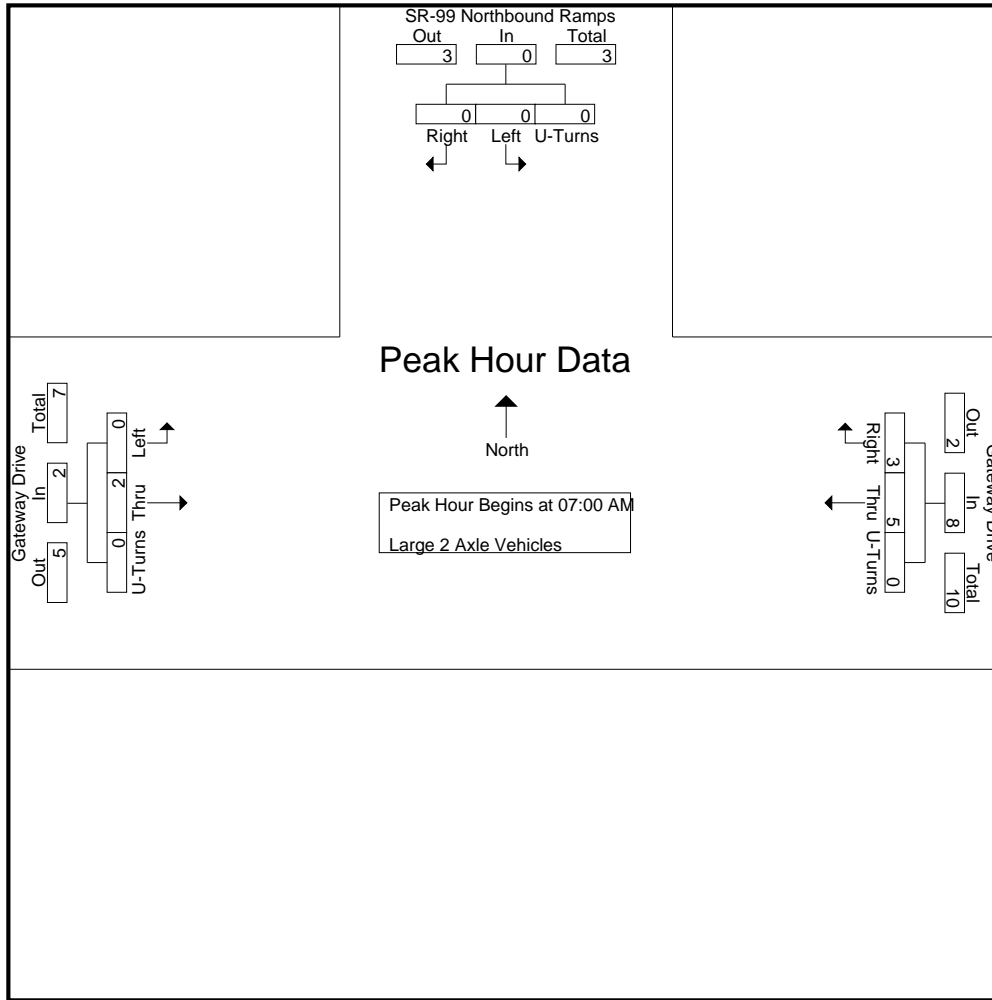 SR-99 Northbound Ramps
Out In Total
3 0 3
0 0 0
Right Left U-Turns
Peak Hour Data
North
Peak Hour Begins at 07:00 AM
Large 2 Axle Vehicles
Gateway Drive
Out In Total
5 2 7
0 2 0
Left Thru U-Turns
Gateway Drive
Out In Total
2 8 10
3 5 0
Right Thru U-Turns